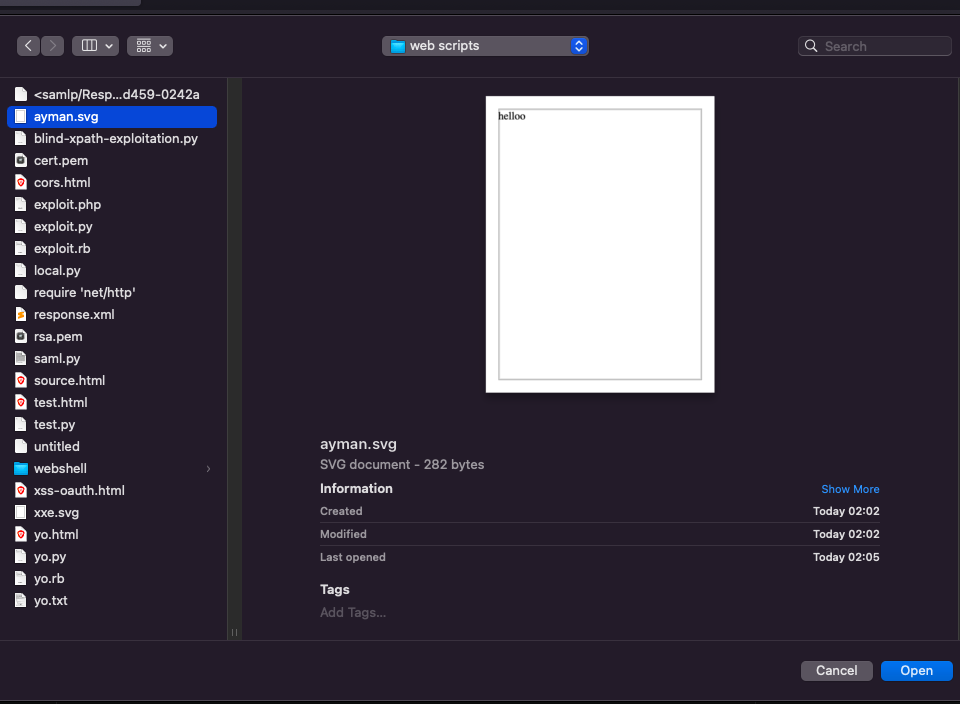 web scripts
Search
<samlp/Resp...d459-0242a
ayman.svg
blind-xpath-exploitation.py
cert.pem
cors.html
exploit.php
exploit.py
exploit.rb
local.py
require 'net/http'
response.xml
rsa.pem
saml.py
source.html
test.html
test.py
untitled
webshell
xss-oauth.html
xxe.svg
yo.html
yo.py
yo.rb
yo.txt
helloo
ayman.svg
SVG document - 282 bytes
Information Show More
Created Today 02:02
Modified Today 02:02
Last opened Today 02:05
Tags
Add Tags...
Cancel Open